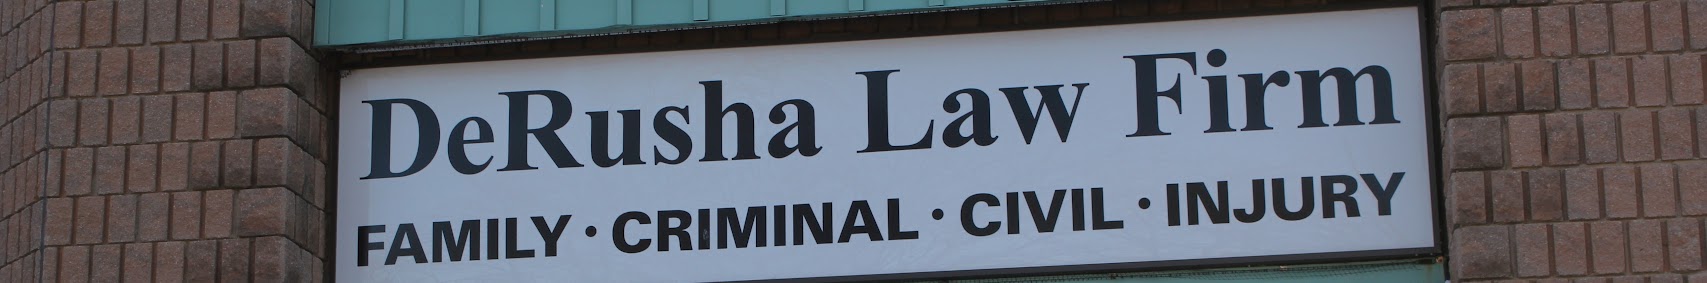 DeRusha Law Firm
FAMILY · CRIMINAL · CIVIL · INJURY